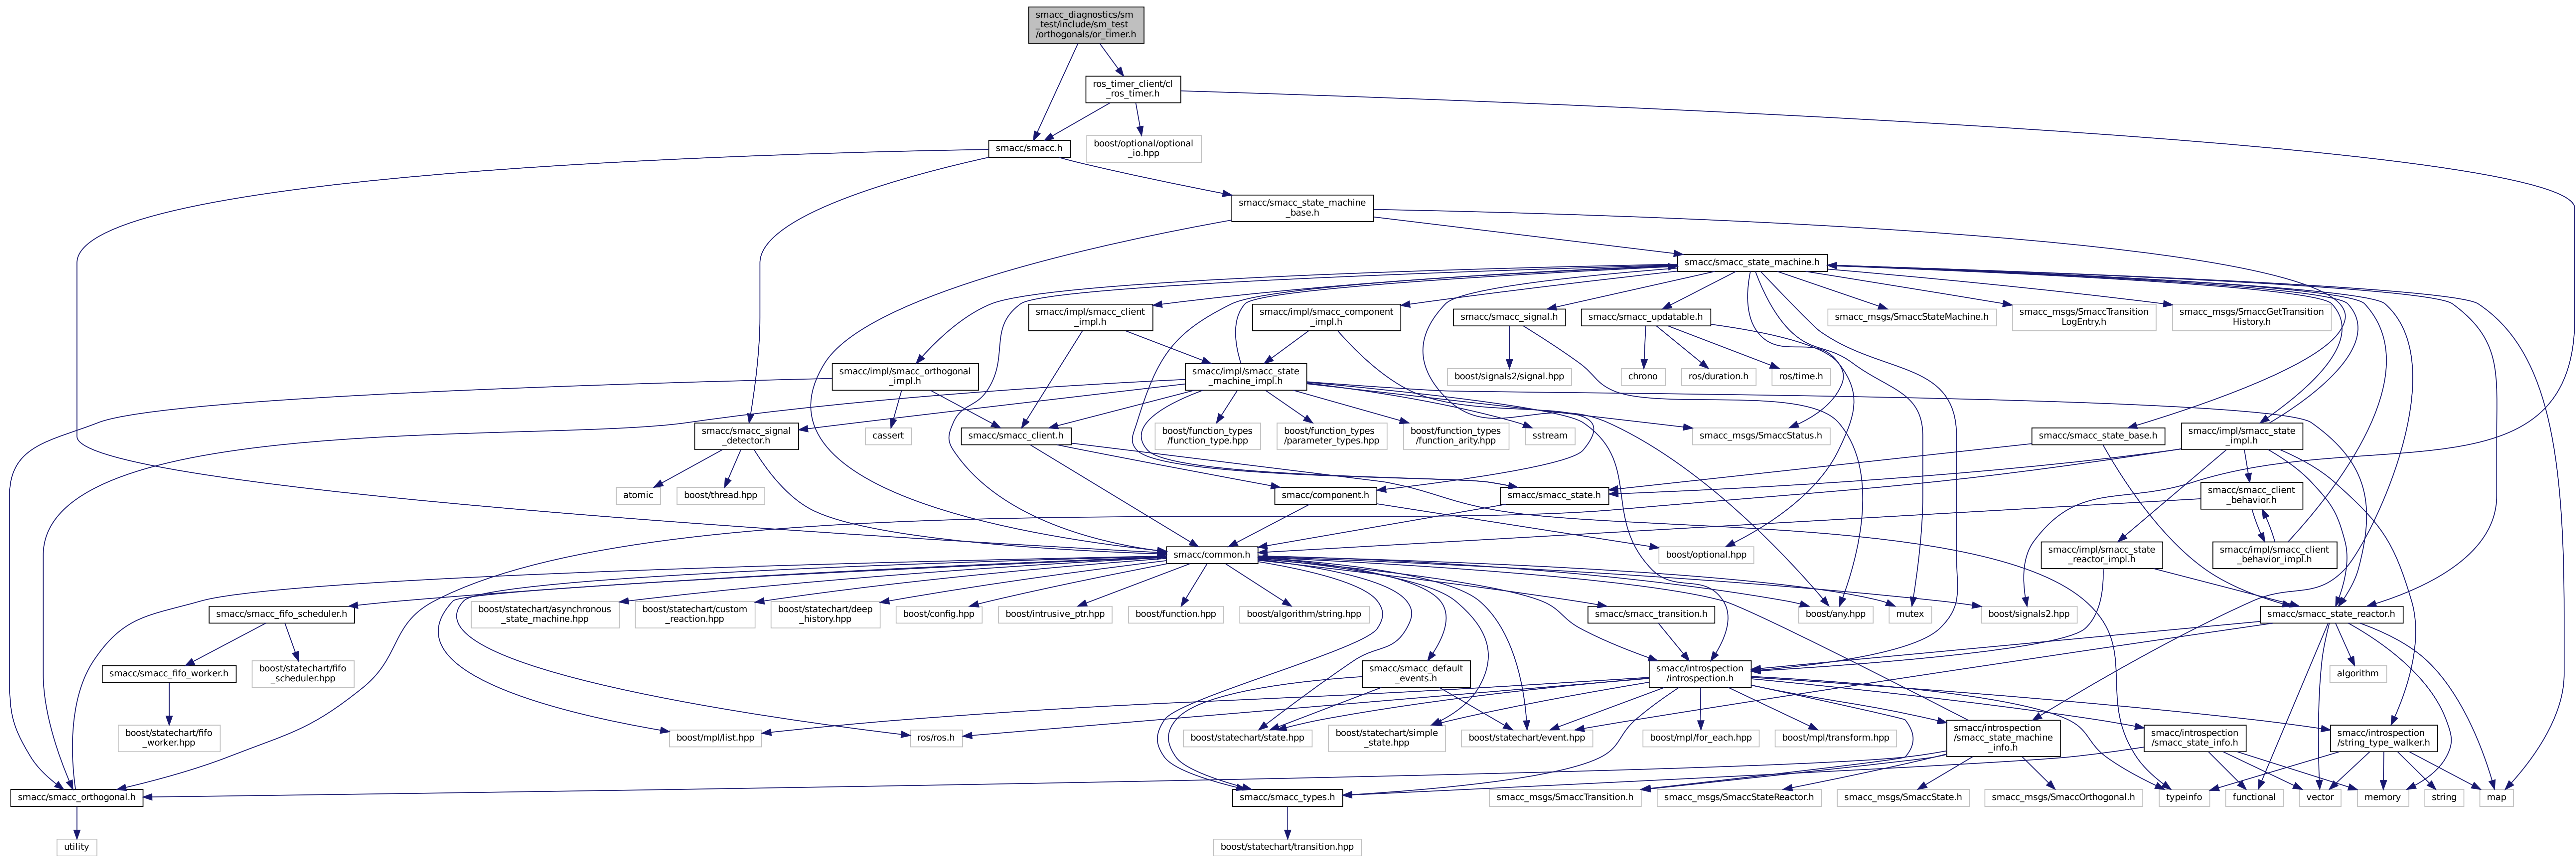 smacc_diagnostics/sm
_test/include/sm_test
/orthogonals/or_timer.h
ros_timer_client/cl
_ros_timer.h
smacc/smacc.h
boost/optional/optional
_io.hpp
smacc/smacc_state_machine
_base.h
smacc/smacc_state_machine.h
smacc/impl/smacc_client
_impl.h
smacc/impl/smacc_component
_impl.h
smacc/smacc_signal.h
smacc/smacc_updatable.h
smacc_msgs/SmaccStateMachine.h
smacc_msgs/SmaccTransition
LogEntry.h
smacc_msgs/SmaccGetTransition
History.h
smacc/impl/smacc_orthogonal
_impl.h
smacc/impl/smacc_state
_machine_impl.h
boost/signals2/signal.hpp
chrono
ros/duration.h
ros/time.h
smacc/smacc_signal
_detector.h
cassert
smacc/smacc_client.h
boost/function_types
/function_type.hpp
boost/function_types
/parameter_types.hpp
boost/function_types
/function_arity.hpp
sstream
smacc_msgs/SmaccStatus.h
smacc/smacc_state_base.h
smacc/impl/smacc_state
_impl.h
atomic
boost/thread.hpp
smacc/component.h
smacc/smacc_state.h
smacc/smacc_client
_behavior.h
smacc/common.h
boost/optional.hpp
smacc/impl/smacc_state
_reactor_impl.h
smacc/impl/smacc_client
_behavior_impl.h
smacc/smacc_fifo_scheduler.h
boost/statechart/asynchronous
_state_machine.hpp
boost/statechart/custom
_reaction.hpp
boost/statechart/deep
_history.hpp
boost/config.hpp
boost/intrusive_ptr.hpp
boost/function.hpp
boost/algorithm/string.hpp
smacc/smacc_transition.h
boost/any.hpp
mutex
boost/signals2.hpp
smacc/smacc_state_reactor.h
smacc/smacc_fifo_worker.h
boost/statechart/fifo
_scheduler.hpp
smacc/smacc_default
_events.h
smacc/introspection
/introspection.h
algorithm
boost/statechart/fifo
_worker.hpp
boost/mpl/list.hpp
ros/ros.h
boost/statechart/state.hpp
boost/statechart/simple
_state.hpp
boost/statechart/event.hpp
boost/mpl/for_each.hpp
boost/mpl/transform.hpp
smacc/introspection
/smacc_state_machine
_info.h
smacc/introspection
/smacc_state_info.h
smacc/introspection
/string_type_walker.h
smacc/smacc_orthogonal.h
smacc/smacc_types.h
smacc_msgs/SmaccTransition.h
smacc_msgs/SmaccStateReactor.h
smacc_msgs/SmaccState.h
smacc_msgs/SmaccOrthogonal.h
typeinfo
functional
vector
memory
string
map
utility
boost/statechart/transition.hpp